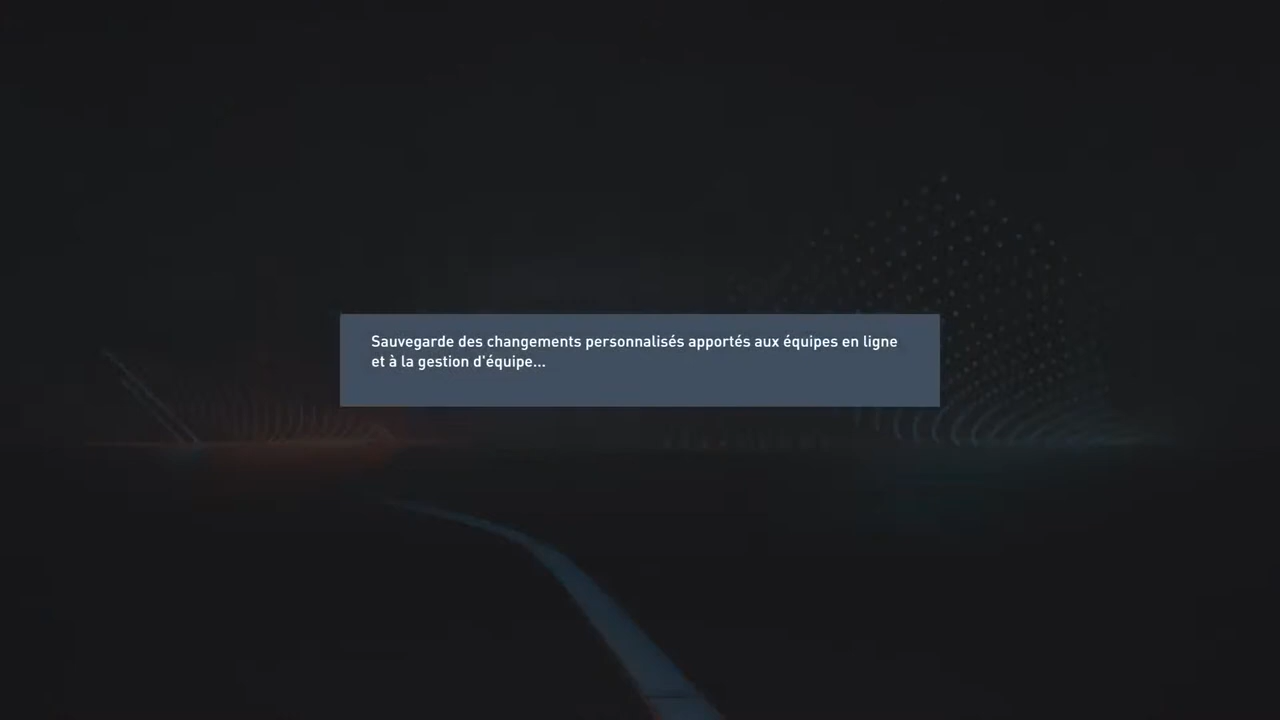 Sauvegarde des changements personnalisés apportés aux équipes en ligne
et à la gestion d'équipe...